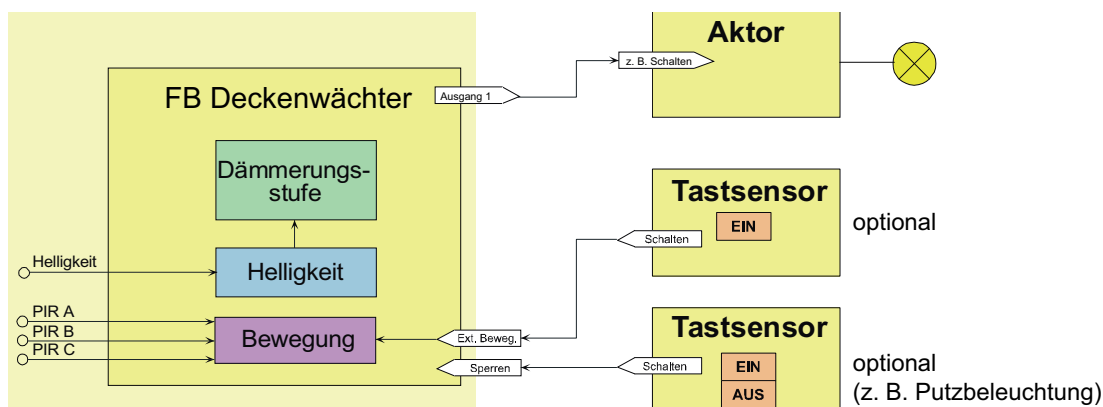 FB Deckenwächter
Ausgang 1
Dämmerungs-
stufe
Helligkeit
Helligkeit
PIR A
PIR B
PIR C
Bewegung
Ext. Beweg.
Sperren
Aktor
z. B. Schalten
Tastsensor
EIN
Schalten
optional
Tastsensor
EIN
AUS
Schalten
optional
(z. B. Putzbeleuchtung)